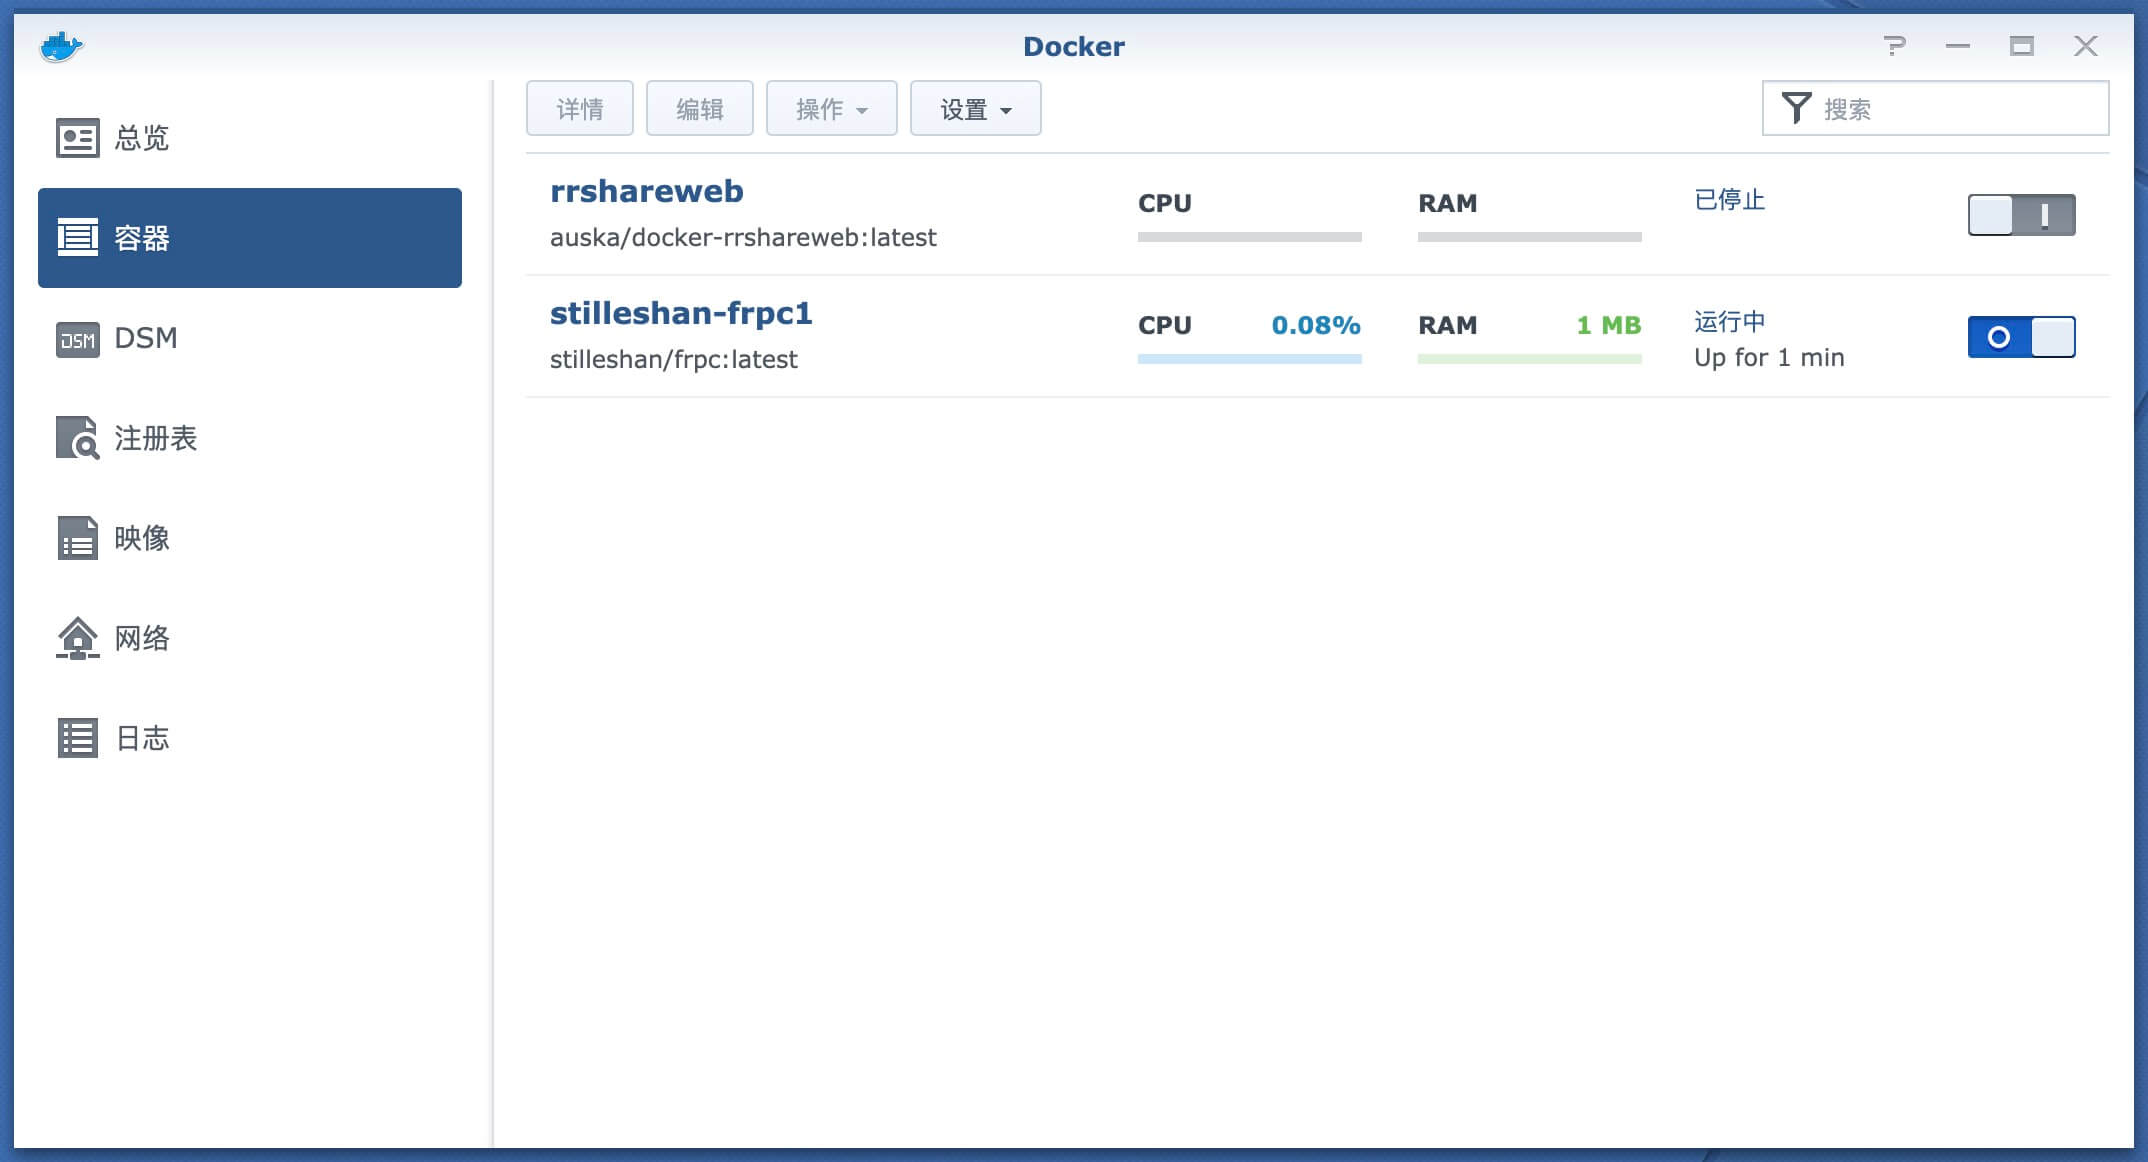 Docker
总览
容器
DSM
注册表
映像
网络
日志
详情 编辑 操作 设置 搜索
rrshareweb
auska/docker-rrshareweb:latest
CPU RAM 已停止
stilleshan-frpc1
stilleshan/frpc:latest
CPU 0.08% RAM 1 MB 运行中
Up for 1 min